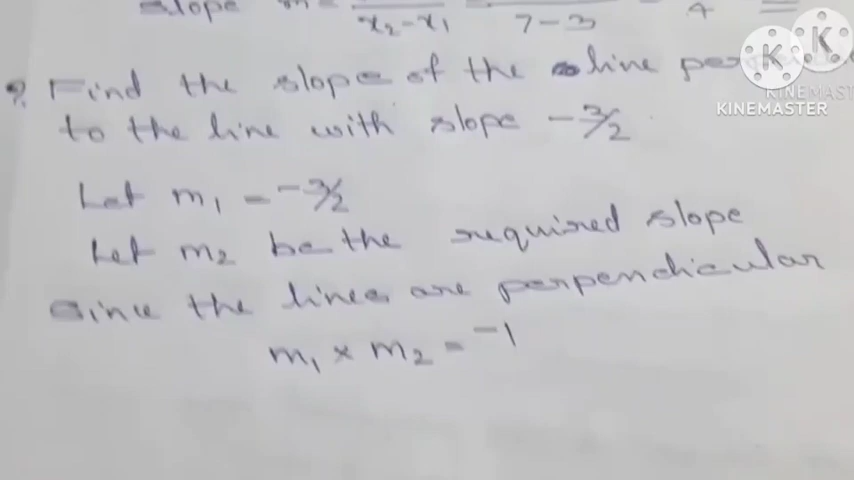 slope m = x2-x1 7-3 4 =
? Find the slope of the line
to the line with slope -3/2
Let m1 = -3/2
Let m2 be the required slope
Since the lines are perpendicular
m1 × m2 = -1
K K
KINEMAST
KINEMASTER